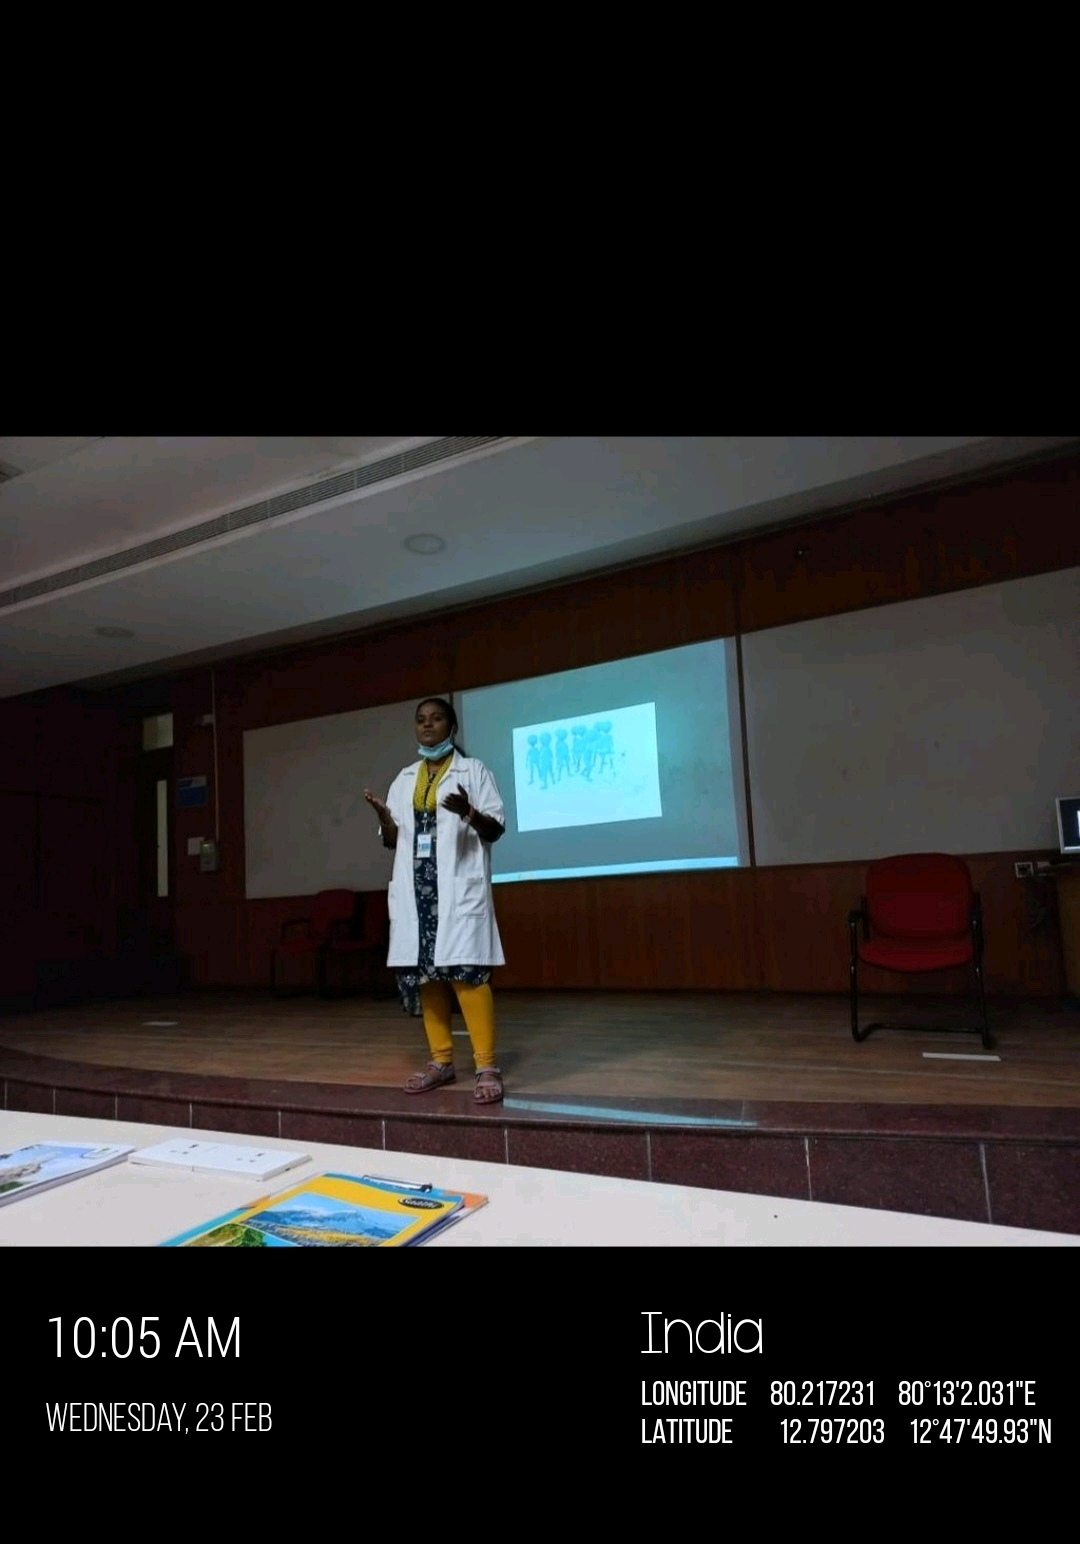 10:05 AM
WEDNESDAY, 23 FEB
India
LONGITUDE 80.217231 80°13'2.031"E
LATITUDE 12.797203 12°47'49.93"N